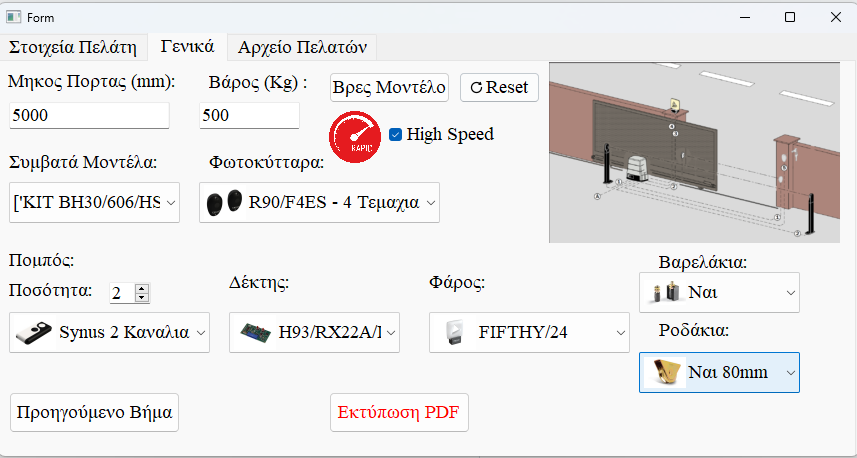 Form
Στοιχεία Πελάτη Γενικά Αρχείο Πελατών
Μηκος Πορτας (mm): Βάρος (Kg) : Βρες Μοντέλο Reset
5000 500
High Speed
Συμβατά Μοντέλα: Φωτοκύτταρα:
['KIT BH30/606/HS R90/F4ES - 4 Τεμαχια
Πομπός:
Ποσότητα: 2 Δέκτης: Φάρος: Βαρελάκια:
Ναι
Synus 2 Καναλια H93/RX22A/I FIFTHY/24 Ροδάκια:
Ναι 80mm
Προηγούμενο Βήμα Εκτύπωση PDF